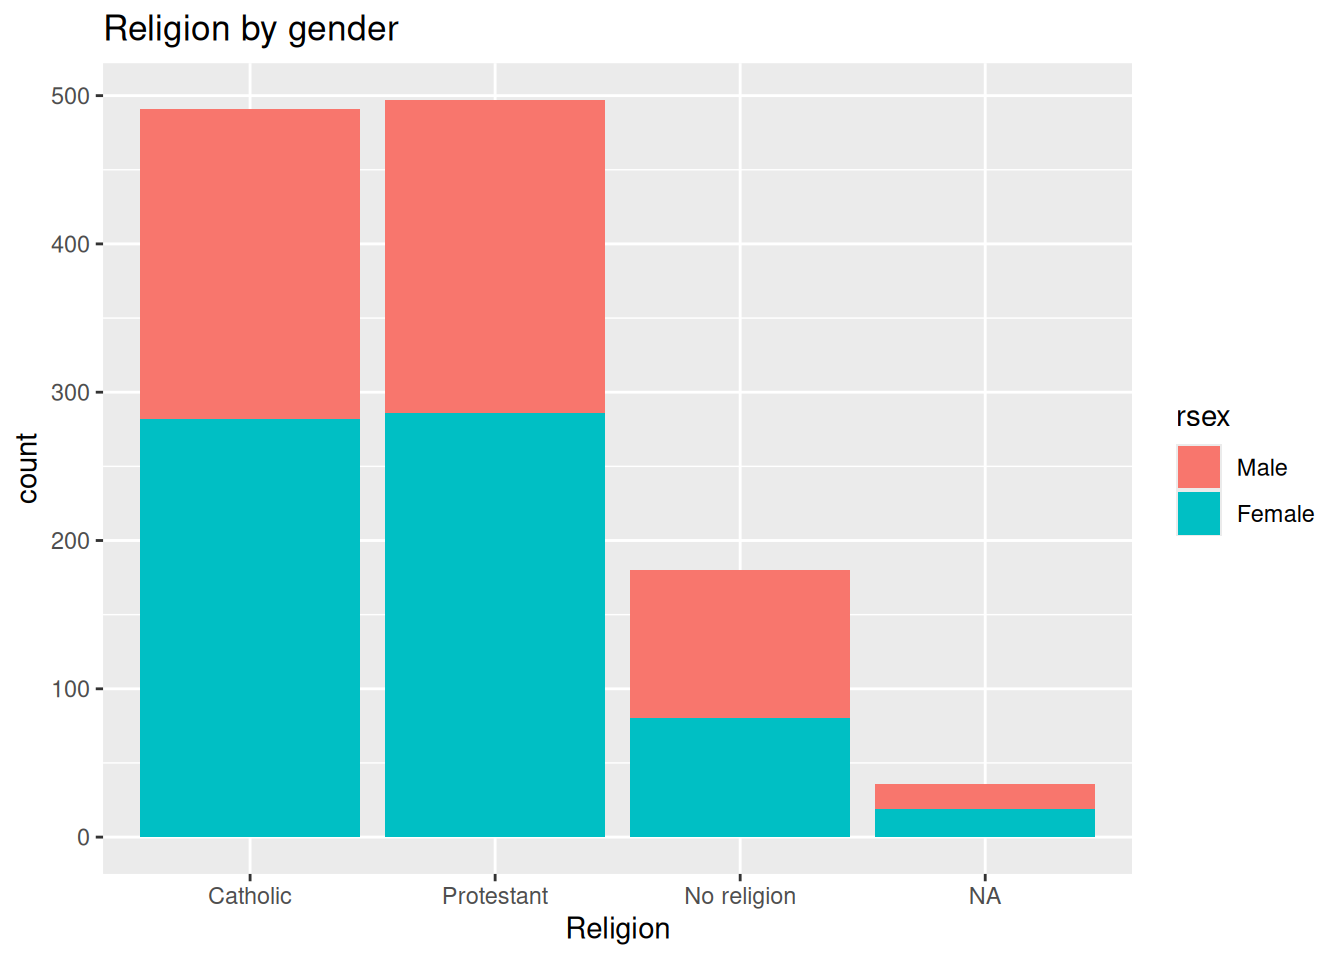 Religion by gender
500
400
300
200
100
0
count
Catholic
Protestant
No religion
NA
Religion
rsex
Male
Female